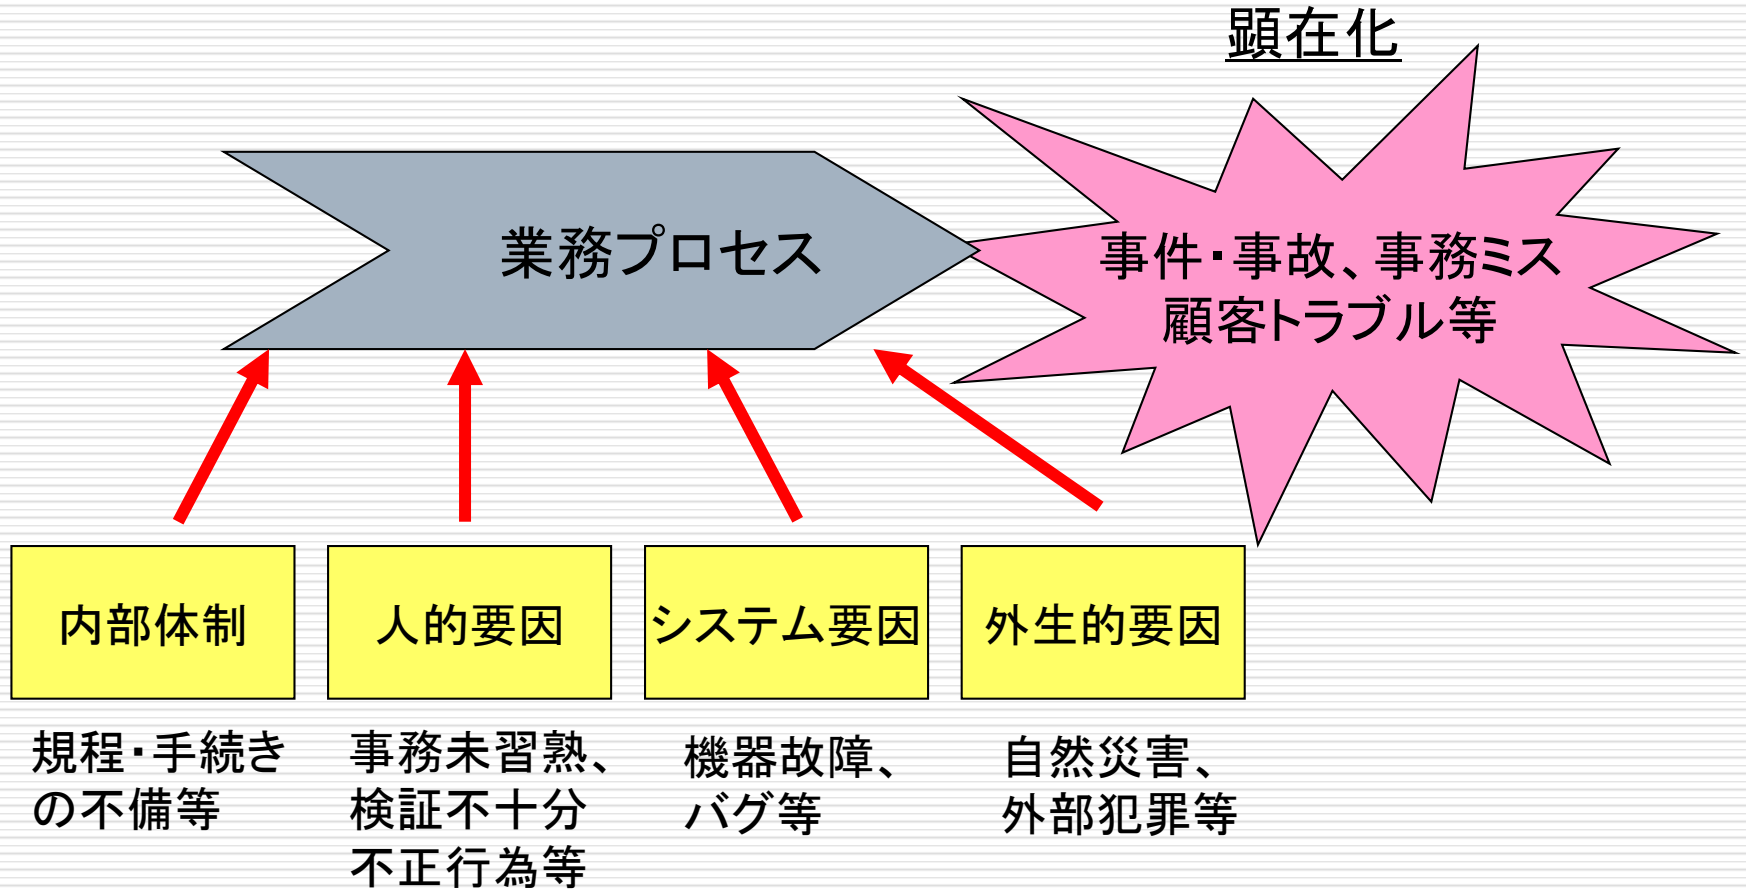 顕在化
業務プロセス
事件・事故、事務ミス
顧客トラブル等
内部体制
人的要因
システム要因
外生的要因
規程・手続き
の不備等
事務未習熟、
検証不十分
不正行為等
機器故障、
バグ等
自然災害、
外部犯罪等